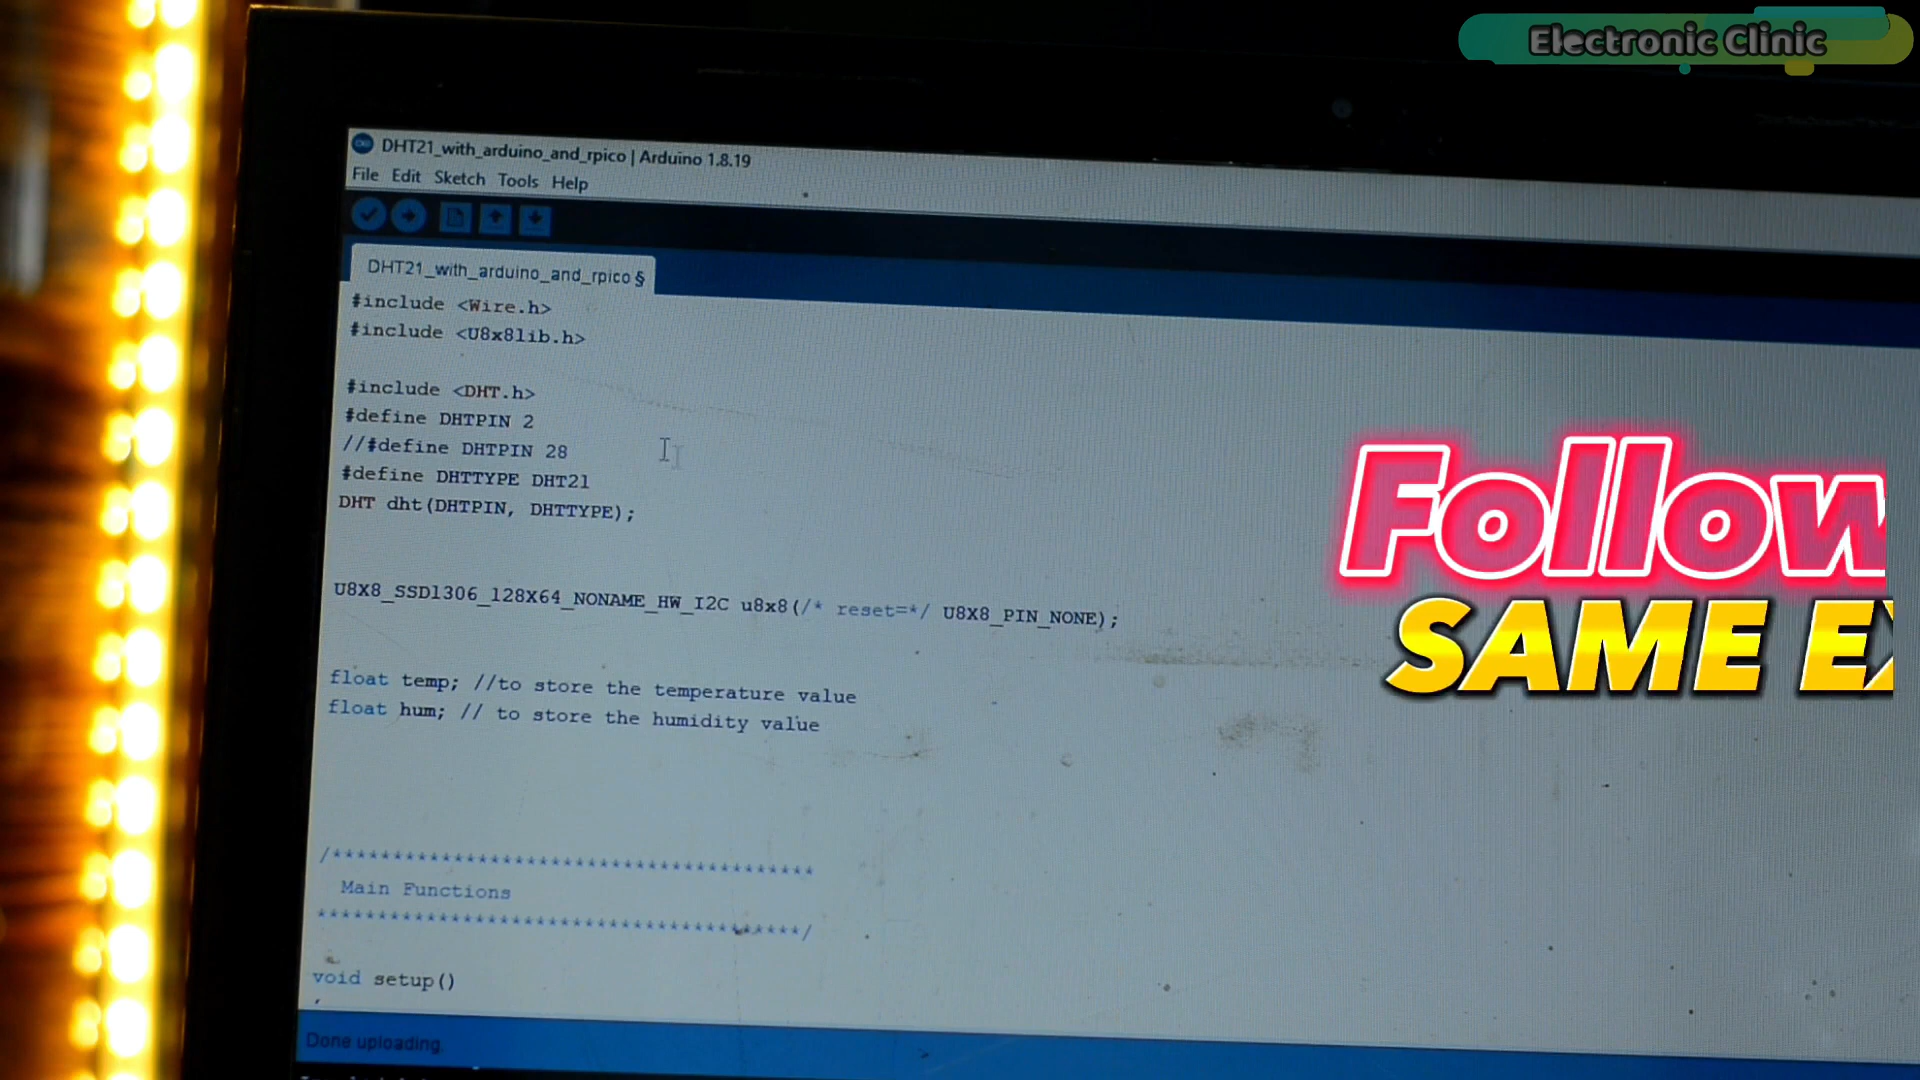 Electronic Clinic
DHT21_with_arduino_and_rpico | Arduino 1.8.19
File Edit Sketch Tools Help
DHT21_with_arduino_and_rpico §
#include <Wire.h>
#include <U8x8lib.h>
#include <DHT.h>
#define DHTPIN 2
//#define DHTPIN 28
#define DHTTYPE DHT21
DHT dht(DHTPIN, DHTTYPE);
U8X8_SSD1306_128X64_NONAME_HW_I2C u8x8(/* reset=*/ U8X8_PIN_NONE);
float temp; //to store the temperature value
float hum; // to store the humidity value
/****************************************
Main Functions
****************************************/
void setup()
Done uploading.
Follow
SAME EX